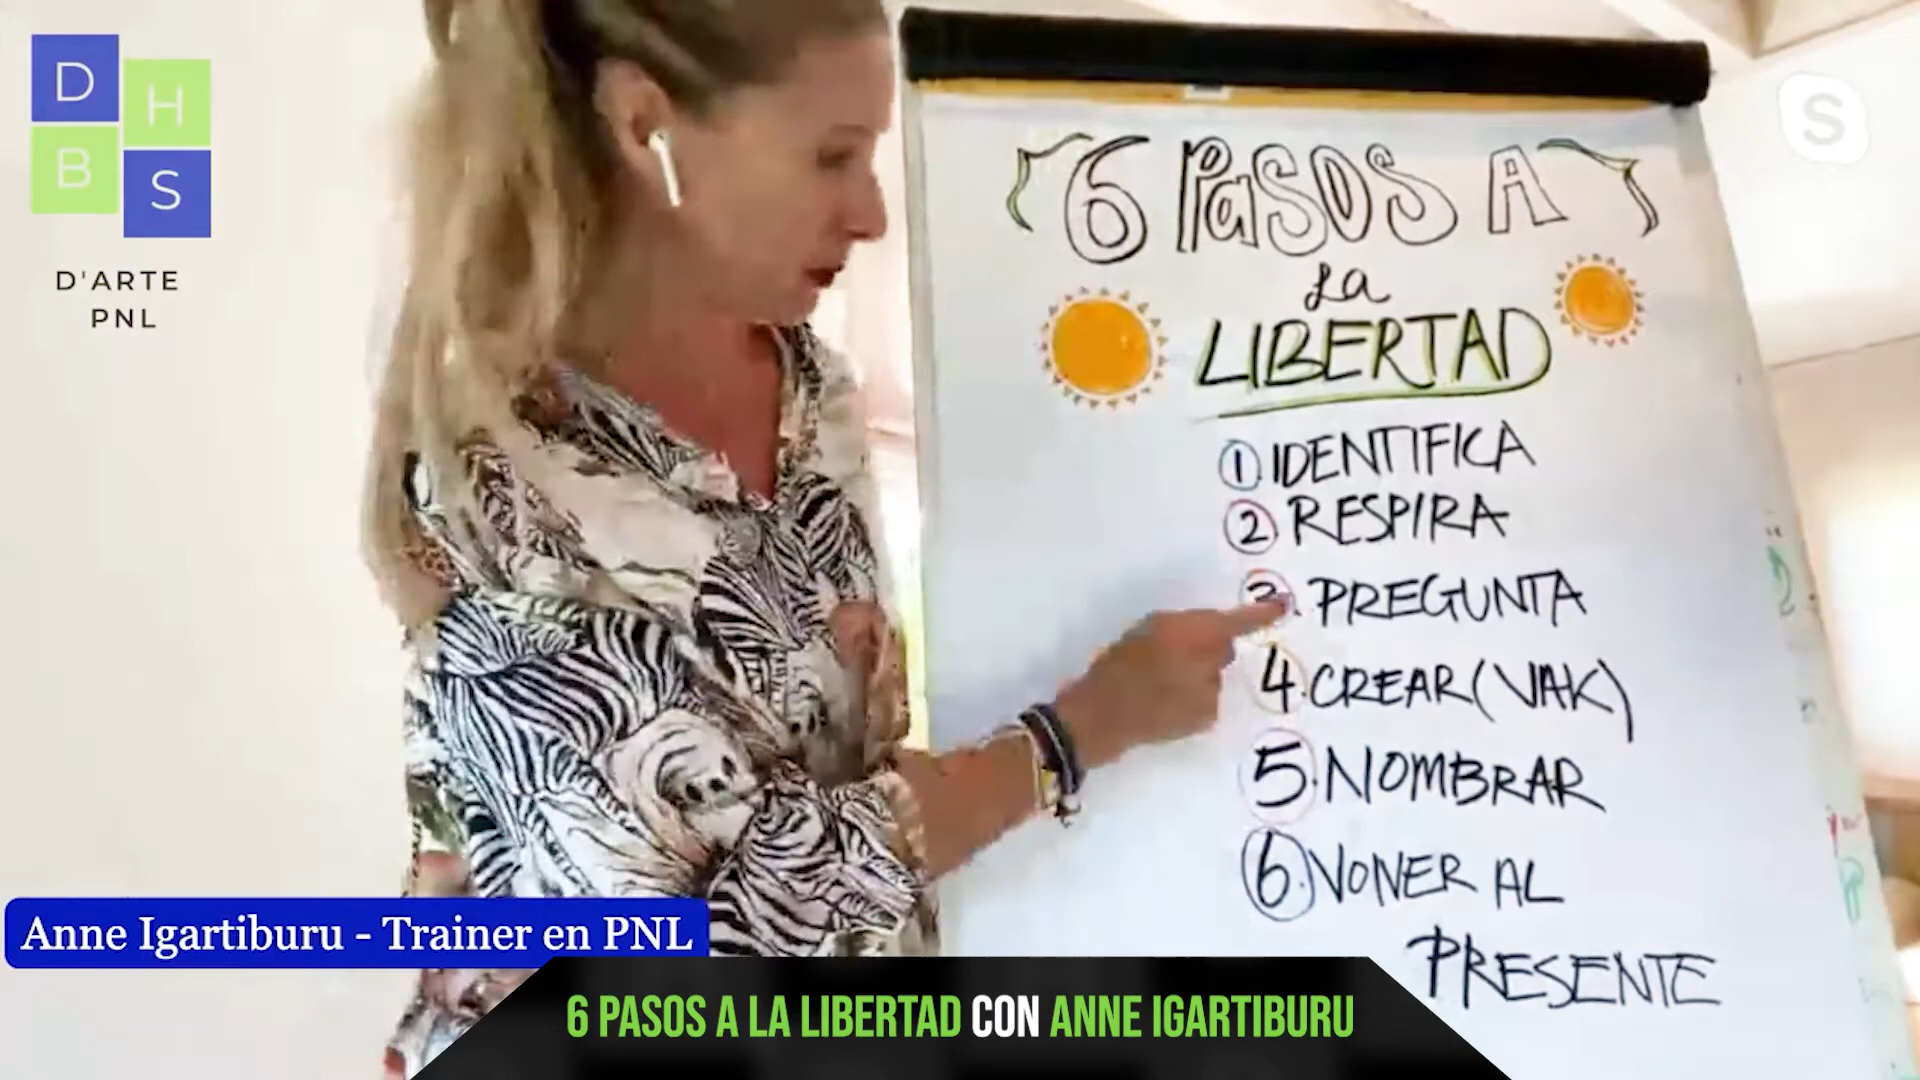 D
H
B
S
D'ARTE
PNL
S
6 PASOS A
La
LIBERTAD
1. IDENTIFICA
2 RESPIRA
3. PREGUNTA
4. CREAR (VAK)
5. NOMBRAR
6. VOLVER AL
PRESENTE
Anne Igartiburu - Trainer en PNL
6 PASOS A LA LIBERTAD CON ANNE IGARTIBURU